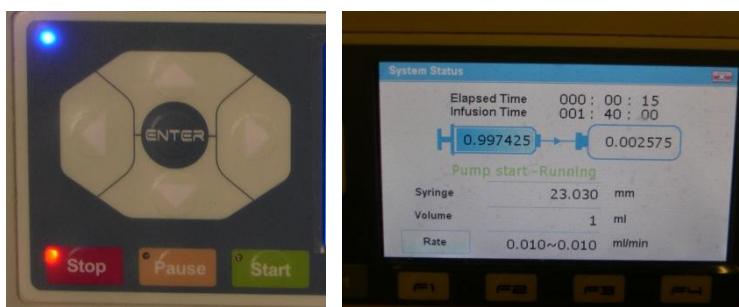 ENTER
Stop
Pause
Start
System Status
Elapsed Time 000 : 00 : 15
Infusion Time 001 : 40 : 00
0.997425
0.002575
Pump start -Running
Syringe 23.030 mm
Volume 1 ml
Rate 0.010~0.010 ml/min
F1 F2 F3 F4